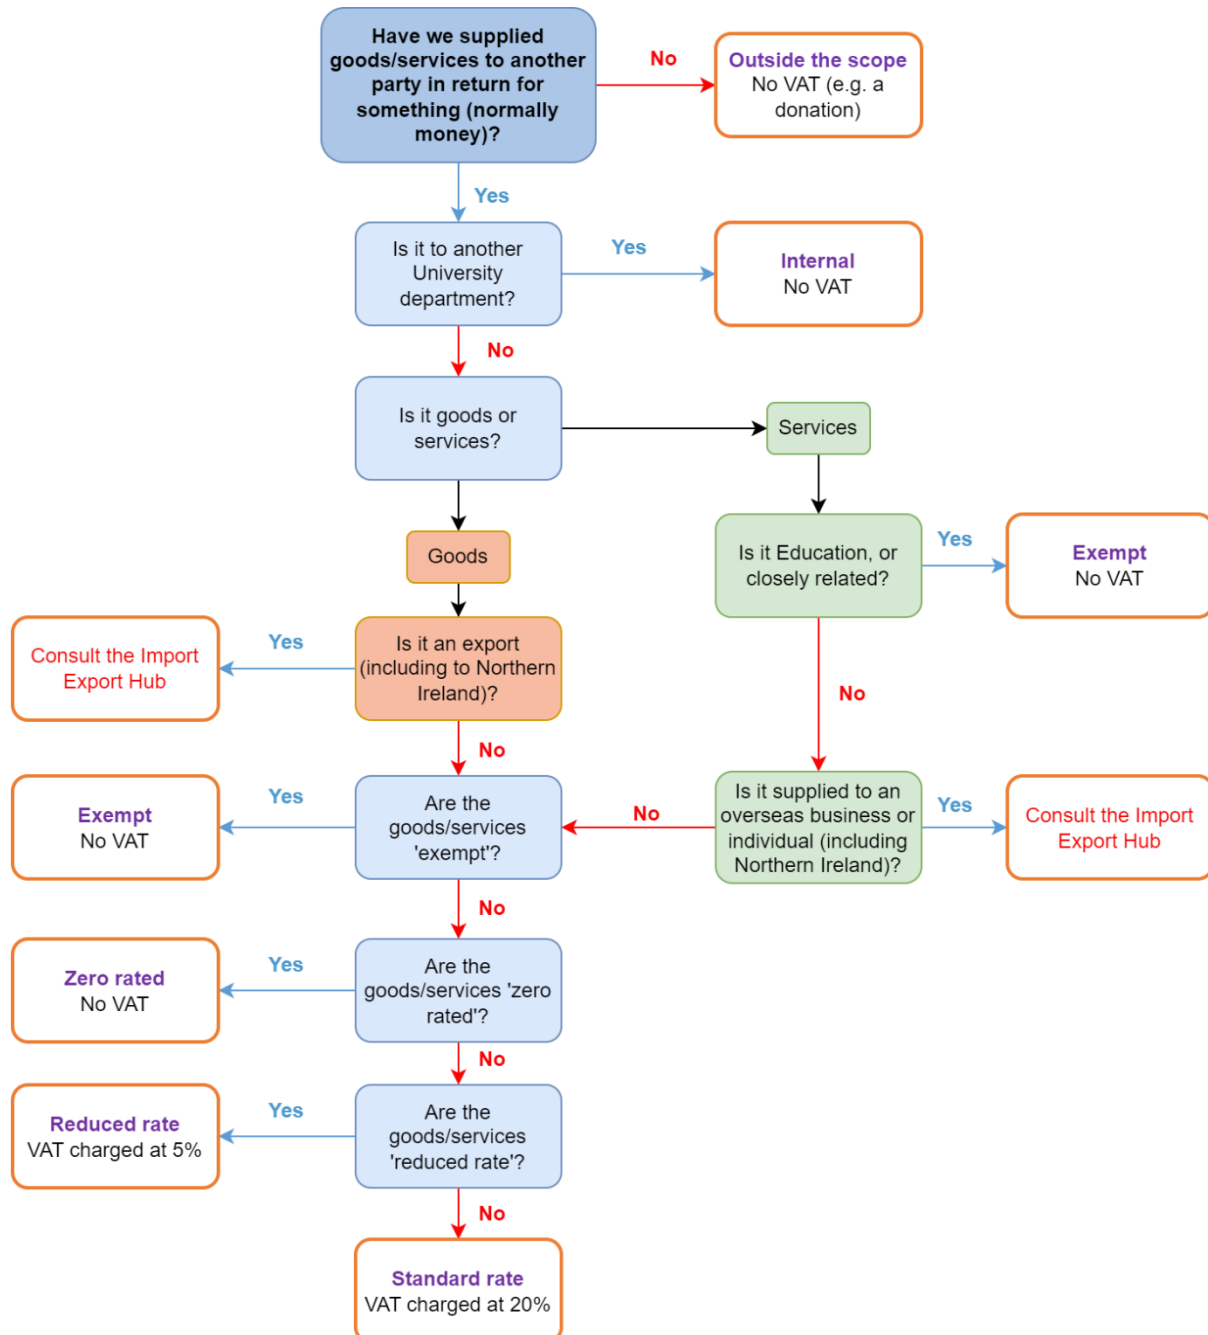 Have we supplied
goods/services to another
party in return for
something (normally
money)?
No
Outside the scope
No VAT (e.g. a
donation)
Yes
Is it to another
University
department?
Yes
Internal
No VAT
No
Is it goods or
services?
Services
Goods
Is it Education, or
closely related?
Yes
Exempt
No VAT
Is it an export
(including to Northern
Ireland)?
Yes
Consult the Import
Export Hub
No
No
Are the
goods/services
'exempt'?
Yes
Exempt
No VAT
No
Is it supplied to an
overseas business or
individual (including
Northern Ireland)?
Yes
Consult the Import
Export Hub
No
Are the
goods/services 'zero
rated'?
Yes
Zero rated
No VAT
No
Are the
goods/services
'reduced rate'?
Yes
Reduced rate
VAT charged at 5%
No
Standard rate
VAT charged at 20%